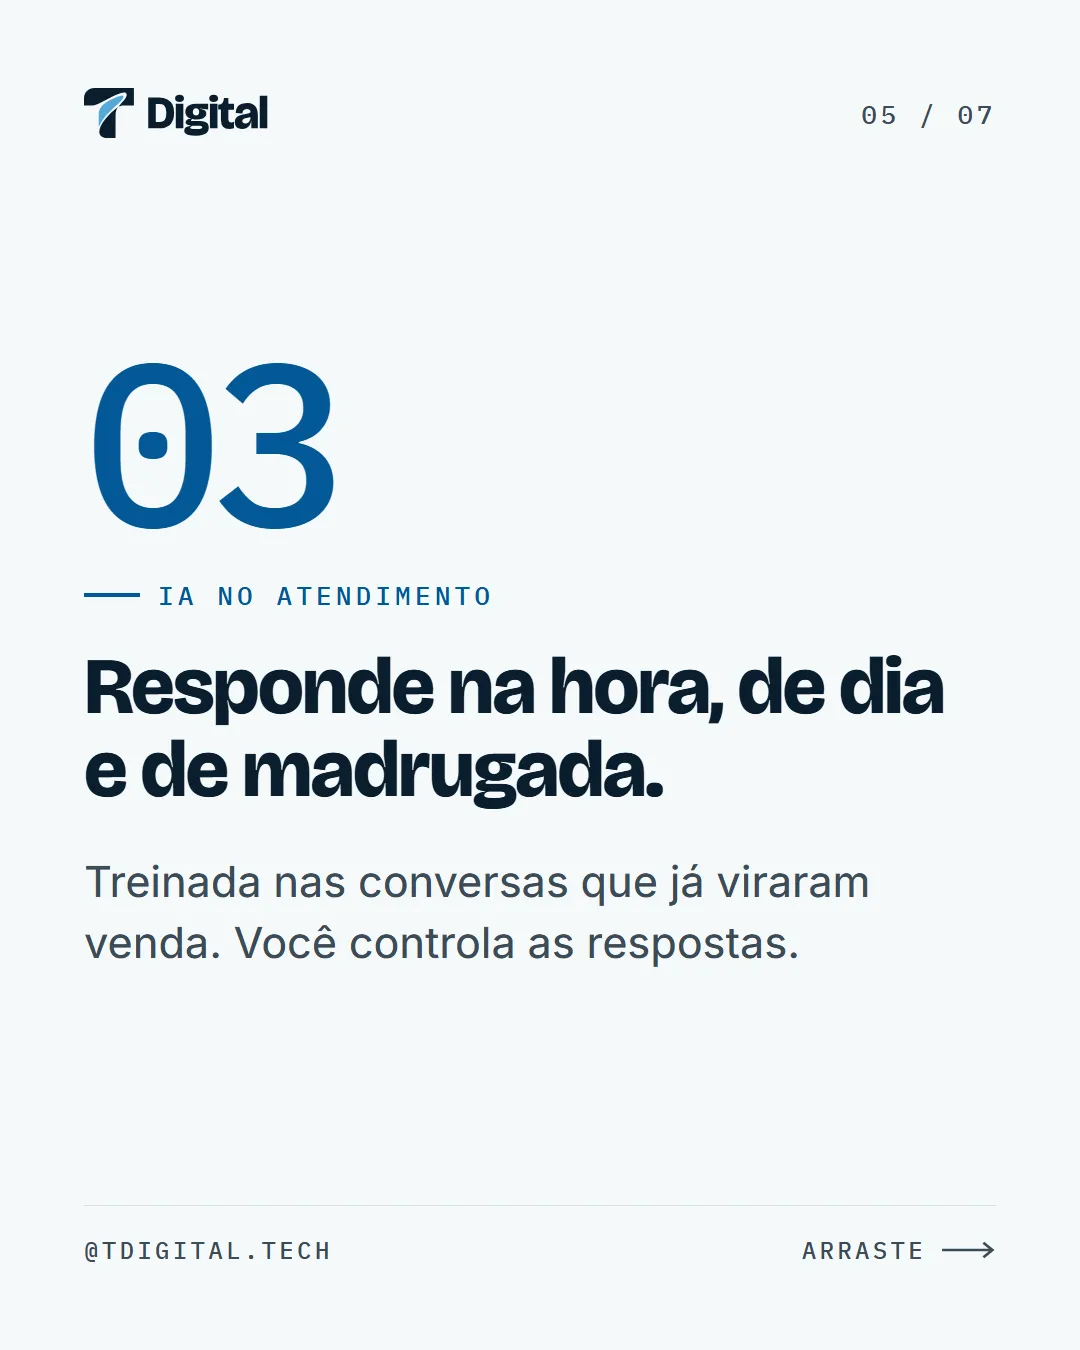 T Digital
05 / 07
03
IA NO ATENDIMENTO
Responde na hora, de dia
e de madrugada.
Treinada nas conversas que já viraram
venda. Você controla as respostas.
@TDIGITAL.TECH
ARRASTE